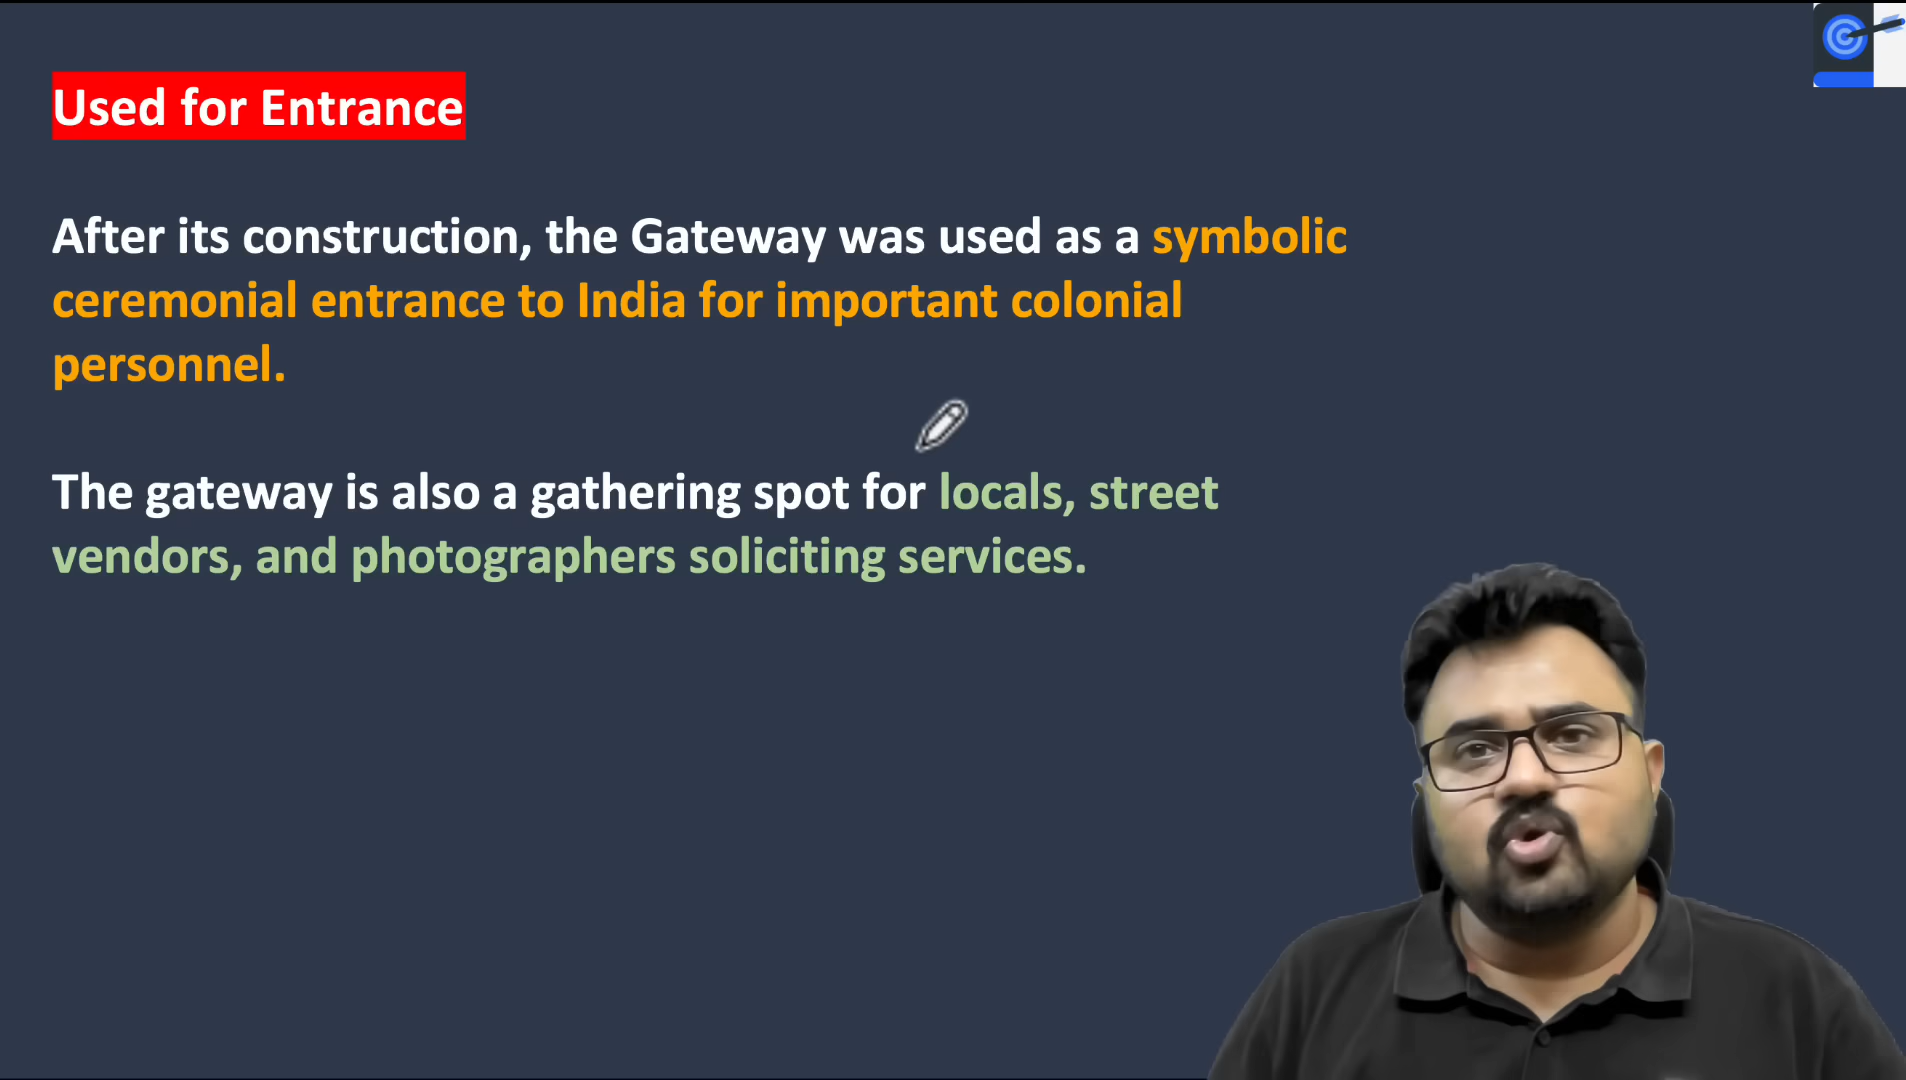 Used for Entrance
After its construction, the Gateway was used as a symbolic
ceremonial entrance to India for important colonial
personnel.
The gateway is also a gathering spot for locals, street
vendors, and photographers soliciting services.